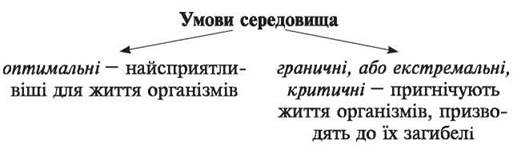 Умови середовища
оптимальні — найсприятли-
віші для життя організмів
граничні, або екстремальні,
критичні — пригнічують
життя організмів, призво-
дять до їх загибелі